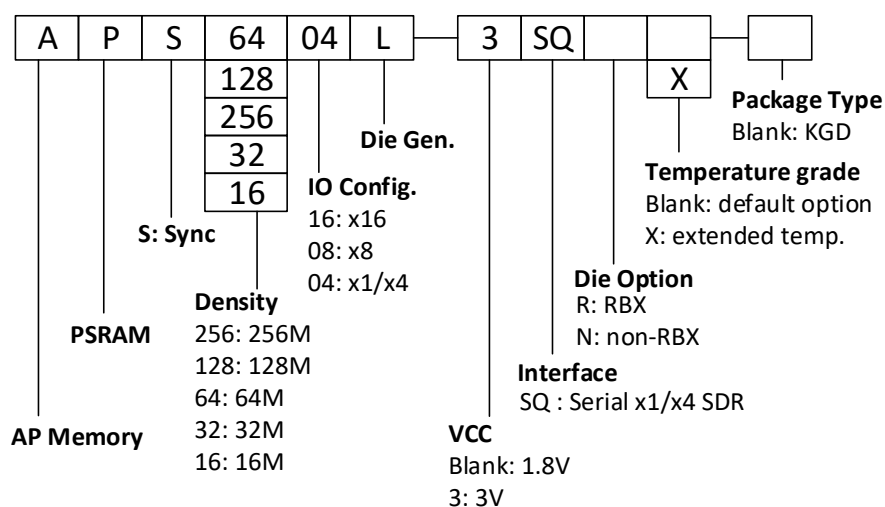 A P S 64 04 L 3 SQ
128
256
32
16
X
Package Type
Blank: KGD
Die Gen.
Temperature grade
Blank: default option
X: extended temp.
IO Config.
16: x16
08: x8
04: x1/x4
S: Sync
Die Option
R: RBX
N: non-RBX
Density
256: 256M
128: 128M
64: 64M
32: 32M
16: 16M
PSRAM
Interface
SQ : Serial x1/x4 SDR
AP Memory
VCC
Blank: 1.8V
3: 3V